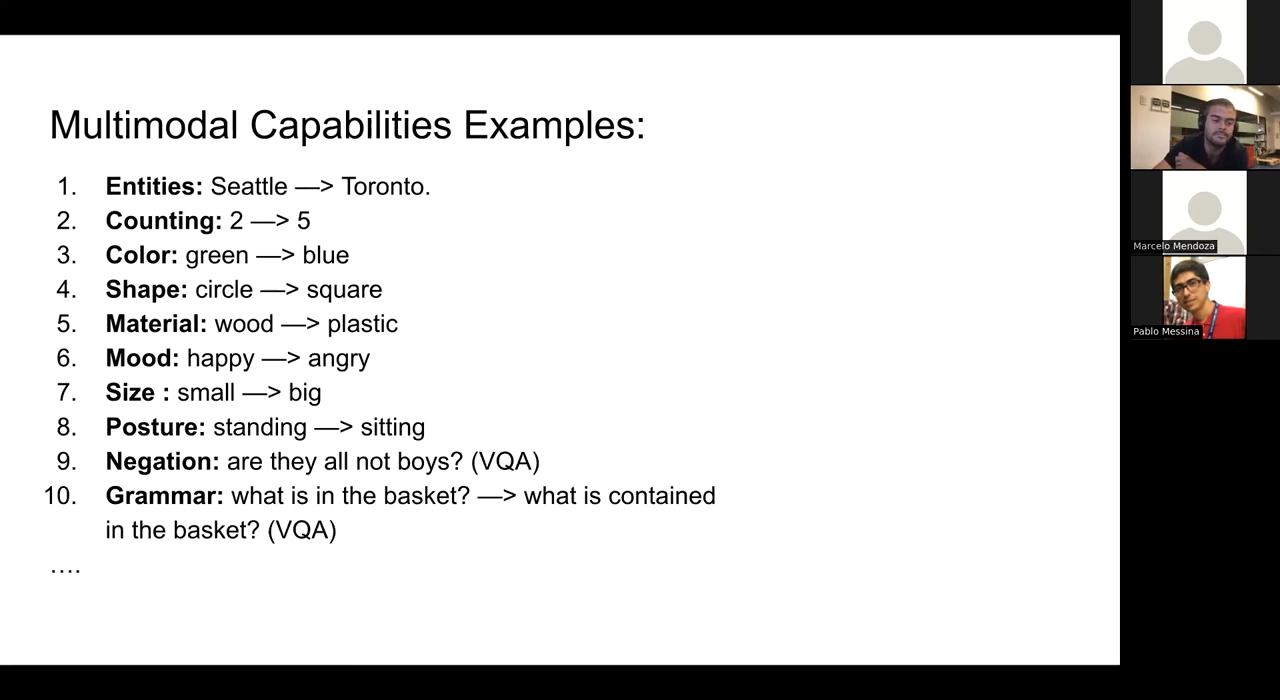 Multimodal Capabilities Examples:
1. Entities: Seattle —> Toronto.
2. Counting: 2 —> 5
3. Color: green —> blue
4. Shape: circle —> square
5. Material: wood —> plastic
6. Mood: happy —> angry
7. Size : small —> big
8. Posture: standing —> sitting
9. Negation: are they all not boys? (VQA)
10. Grammar: what is in the basket? —> what is contained
in the basket? (VQA)
....
Marcelo Mendoza
Pablo Messina